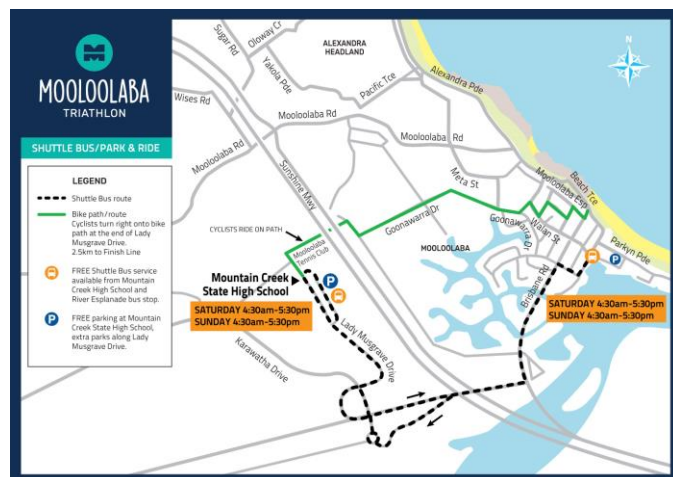 MOOLOOLABA
TRIATHLON
SHUTTLE BUS/PARK & RIDE
LEGEND
Shuttle Bus route
Bike path/route
Cyclists turn right onto bike
path at the end of Lady
Musgrave Drive.
2.5km to Finish Line
FREE Shuttle Bus service
available from Mountain
Creek High School and
River Esplanade bus stop.
P
FREE parking at Mountain
Creek State High School,
extra parks along Lady
Musgrave Drive.
Sugar Rd
Oloway Cr
ALEXANDRA
HEADLAND
N
Yakola Pde
Pacific Tce
Alexandra Pde
Wises Rd
Mooloolaba Rd
Mooloolaba Rd
Mooloolaba Rd
Sunshine Mwy
Meta St
Beach Tce
Mooloolaba Esp
CYCLISTS RIDE ON PATH
Goonawarra Dr
Goonawarra Dr
Walan St
Parkyn Pde
MOOLOOLABA
Mooloolaba
Tennis Club
Brisbane Rd
P
Mountain Creek
State High School
P
SATURDAY 4:30am-5:30pm
SUNDAY 4:30am-5:30pm
SATURDAY 4:30am-5:30pm
SUNDAY 4:30am-5:30pm
Lady Musgrave Drive
Karawatha Drive